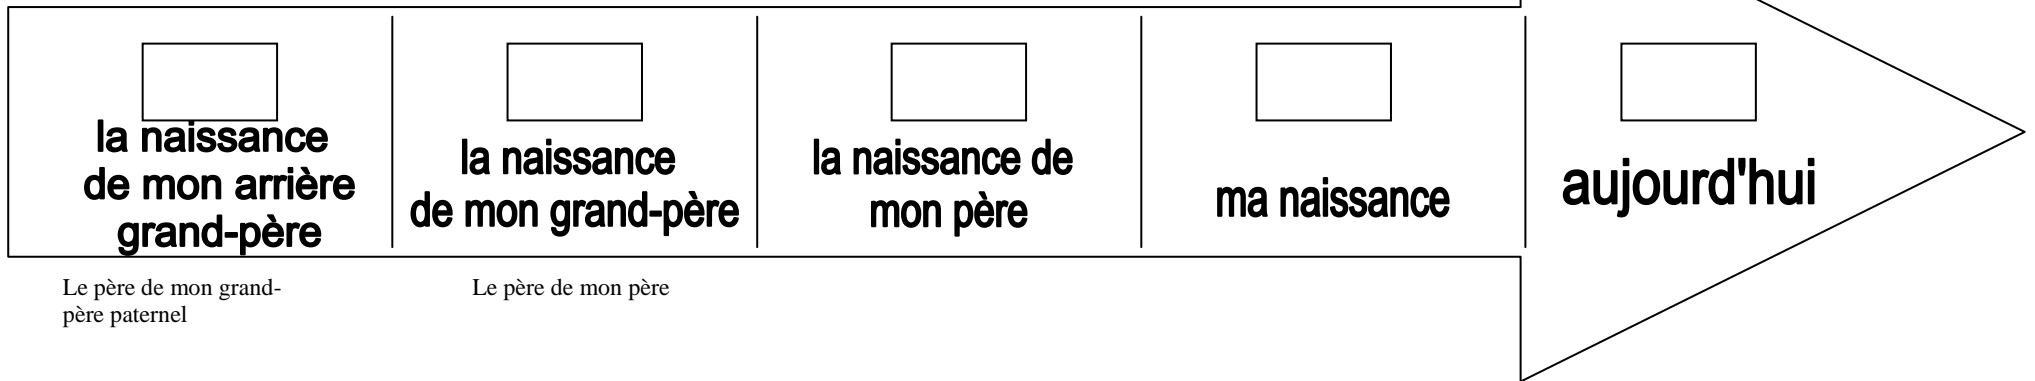 la naissance
de mon arrière
grand-père
la naissance
de mon grand-père
la naissance de
mon père
ma naissance
aujourd'hui
Le père de mon grand-
père paternel
Le père de mon père